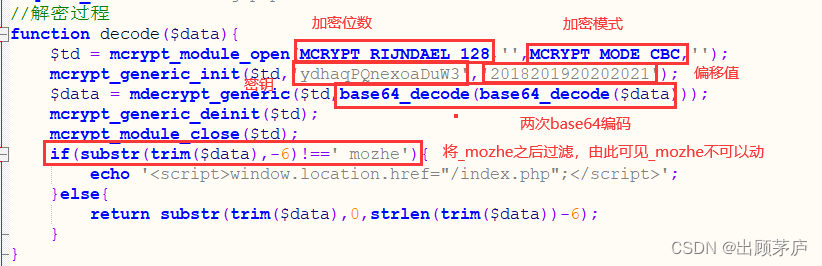 //解密过程
加密位数
加密模式
function decode($data){
$td = mcrypt_module_open(MCRYPT_RIJNDAEL_128,'',MCRYPT_MODE_CBC,'');
mcrypt_generic_init($td,'ydhaqPQnexoaDuW3','2018201920202021'); 偏移值
密钥
$data = mdecrypt_generic($td,base64_decode(base64_decode($data)));
mcrypt_generic_deinit($td);
两次base64编码
mcrypt_module_close($td);
if(substr(trim($data),-6)!=='_mozhe'){ 将_mozhe之后过滤，由此可见_mozhe不可以动
echo '<script>window.location.href="/index.php";</script>';
}else{
return substr(trim($data),0,strlen(trim($data))-6);
}
}
CSDN @出顾茅庐